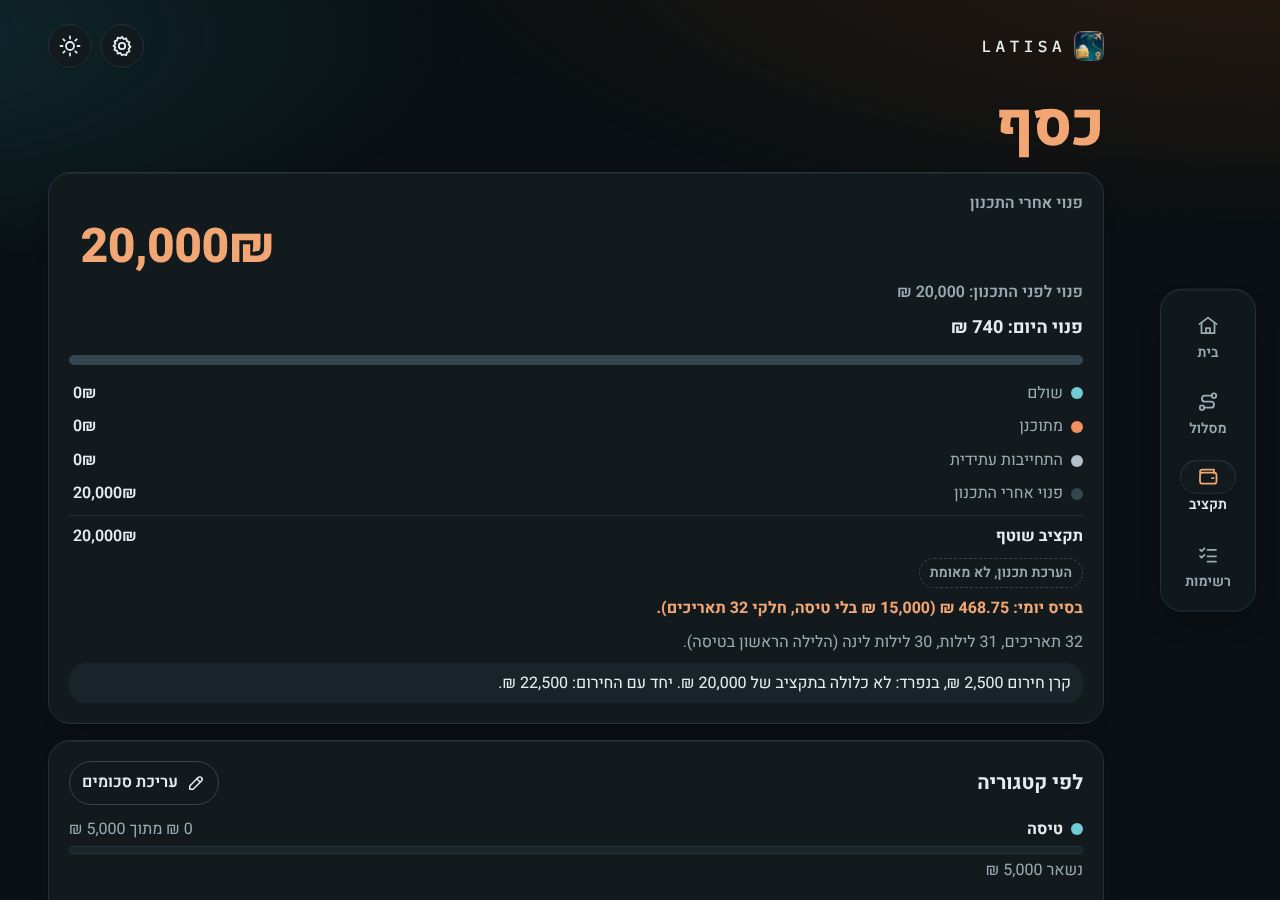 LATISA
כסף
פנוי אחרי התכנון
20,000₪
פנוי לפני התכנון: 20,000 ₪
פנוי היום: 740 ₪
שולם 0₪
מתוכנן 0₪
התחייבות עתידית 0₪
פנוי אחרי התכנון 20,000₪
תקציב שוטף 20,000₪
הערכת תכנון, לא מאומת
בסיס יומי: 468.75 ₪ (15,000 ₪ בלי טיסה, חלקי 32 תאריכים).
32 תאריכים, 31 לילות, 30 לילות לינה (הלילה הראשון בטיסה).
קרן חירום 2,500 ₪, בנפרד: לא כלולה בתקציב של 20,000 ₪. יחד עם החירום: 22,500 ₪.
לפי קטגוריה
עריכת סכומים
טיסה 0 ₪ מתוך 5,000 ₪
נשאר 5,000 ₪
בית
מסלול
תקציב
רשימות